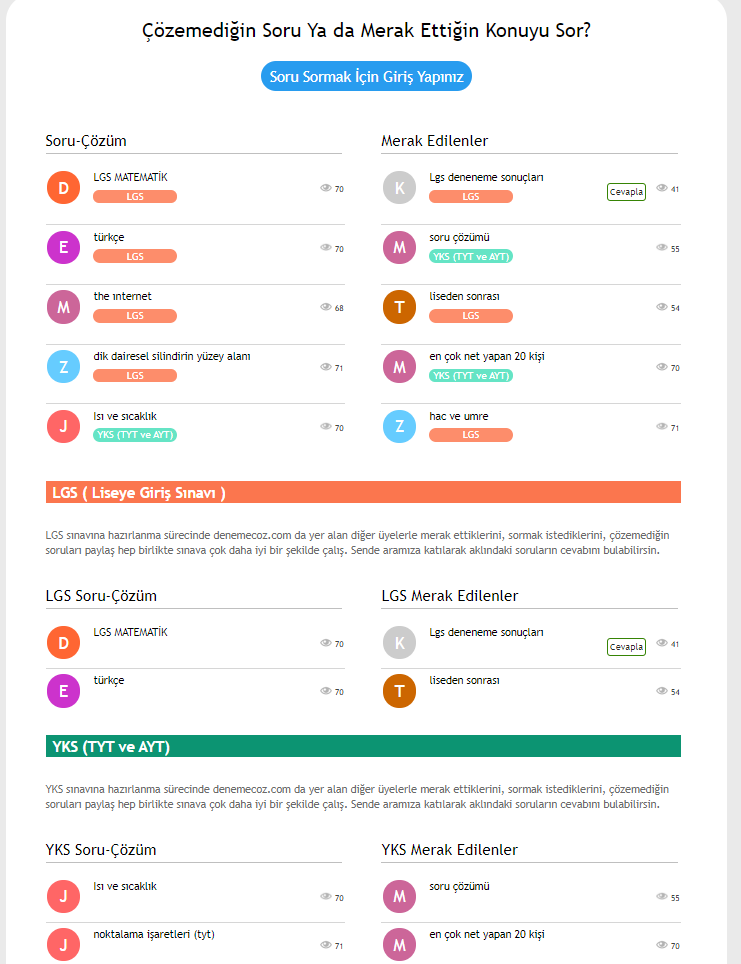 Çözemediğin Soru Ya da Merak Ettiğin Konuyu Sor?
Soru Sormak İçin Giriş Yapınız
Soru-Çözüm
D
LGS MATEMATİK
LGS
70
E
türkçe
LGS
70
M
the ınternet
LGS
68
Z
dik dairesel silindirin yüzey alanı
LGS
71
J
Isı ve sıcaklık
YKS (TYT ve AYT)
70
Merak Edilenler
K
Lgs deneneme sonuçları
LGS
Cevapla
41
M
soru çözümü
YKS (TYT ve AYT)
55
T
liseden sonrası
LGS
54
M
en çok net yapan 20 kişi
YKS (TYT ve AYT)
70
Z
hac ve umre
LGS
71
LGS ( Liseye Giriş Sınavı )
LGS sınavına hazırlanma sürecinde denemecoz.com da yer alan diğer üyelerle merak ettiklerini, sormak istediklerini, çözemediğin
soruları paylaş hep birlikte sınava çok daha iyi bir şekilde çalış. Sende aramıza katılarak aklındaki soruların cevabını bulabilirsin.
LGS Soru-Çözüm
D
LGS MATEMATİK
70
E
türkçe
70
LGS Merak Edilenler
K
Lgs deneneme sonuçları
Cevapla
41
T
liseden sonrası
54
YKS (TYT ve AYT)
YKS sınavına hazırlanma sürecinde denemecoz.com da yer alan diğer üyelerle merak ettiklerini, sormak istediklerini, çözemediğin
soruları paylaş hep birlikte sınava çok daha iyi bir şekilde çalış. Sende aramıza katılarak aklındaki soruların cevabını bulabilirsin.
YKS Soru-Çözüm
J
Isı ve sıcaklık
70
J
noktalama işaretleri (tyt)
71
YKS Merak Edilenler
M
soru çözümü
55
M
en çok net yapan 20 kişi
70